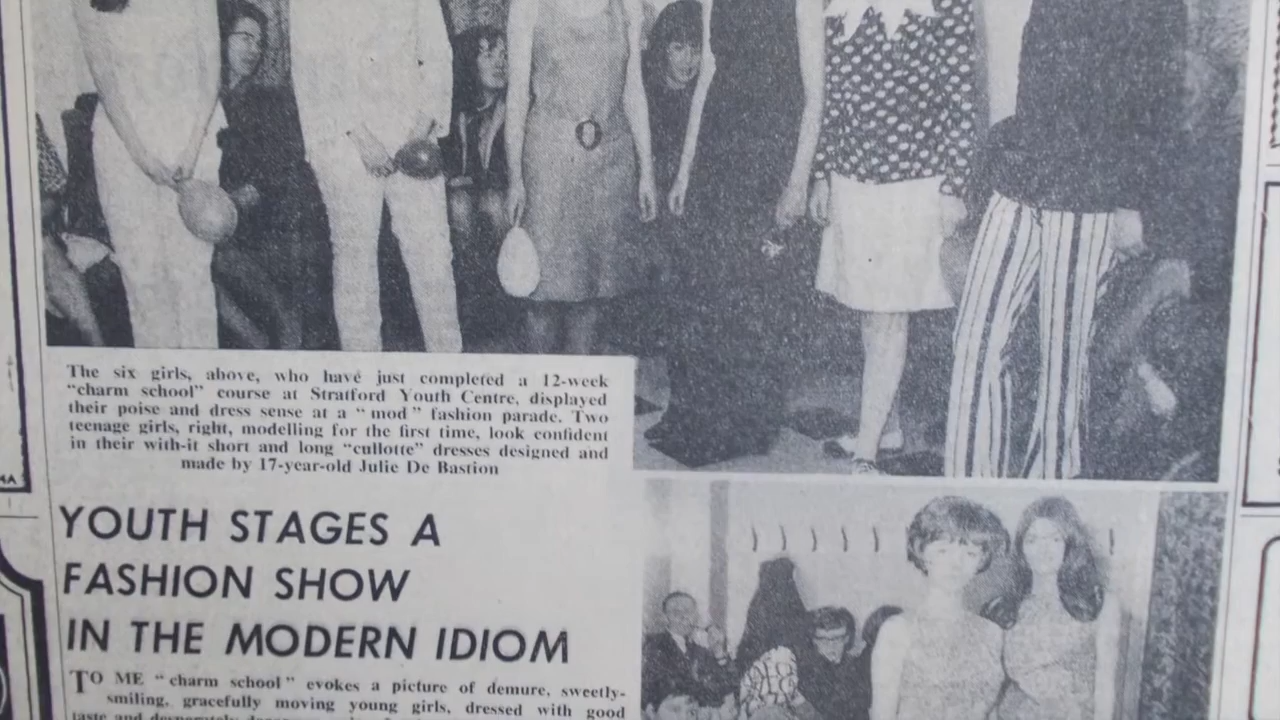 The six girls, above, who have just completed a 12-week
"charm school" course at Stratford Youth Centre, displayed
their poise and dress sense at a "mod" fashion parade. Two
teenage girls, right, modelling for the first time, look confident
in their with-it short and long "cullotte" dresses designed and
made by 17-year-old Julie De Bastion
YOUTH STAGES A
FASHION SHOW
IN THE MODERN IDIOM
TO ME "charm school" evokes a picture of demure, sweetly-
smiling, gracefully moving young girls, dressed with good
taste and